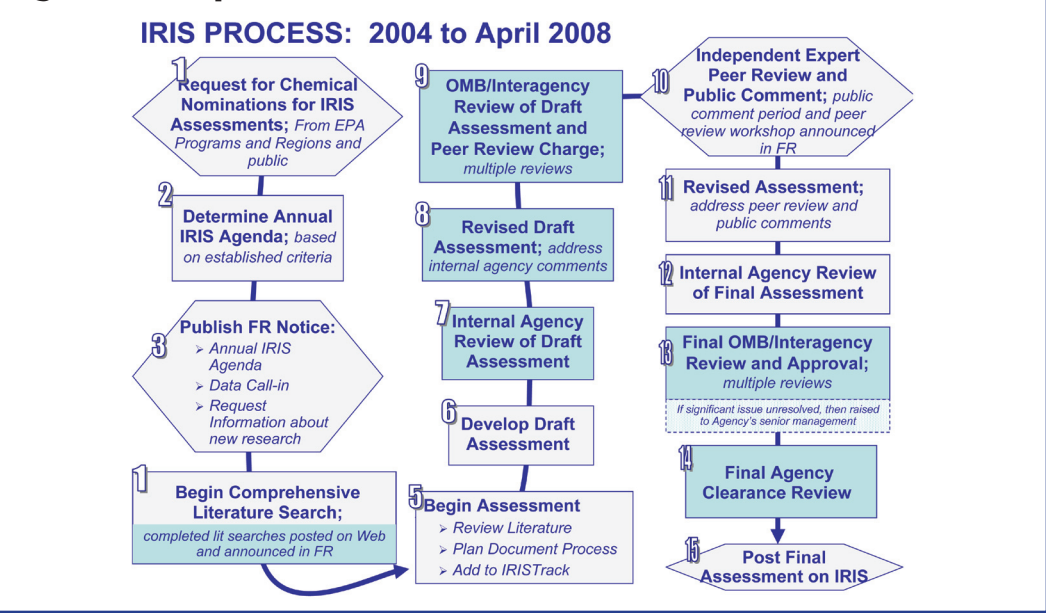 IRIS PROCESS: 2004 to April 2008
1
Request for Chemical
Nominations for IRIS
Assessments; From EPA
Programs and Regions and
public
2
Determine Annual
IRIS Agenda; based
on established criteria
3
Publish FR Notice:
➢ Annual IRIS
Agenda
➢ Data Call-in
➢ Request
Information about
new research
1
Begin Comprehensive
Literature Search;
completed lit searches posted on Web
and announced in FR
5
Begin Assessment
➢ Review Literature
➢ Plan Document Process
➢ Add to IRISTrack
6
Develop Draft
Assessment
7
Internal Agency
Review of Draft
Assessment
8
Revised Draft
Assessment; address
internal agency comments
9
OMB/Interagency
Review of Draft
Assessment and
Peer Review Charge;
multiple reviews
10
Independent Expert
Peer Review and
Public Comment; public
comment period and peer
review workshop announced
in FR
11
Revised Assessment;
address peer review and
public comments
12
Internal Agency Review
of Final Assessment
13
Final OMB/Interagency
Review and Approval;
multiple reviews
If significant issue unresolved, then raised
to Agency's senior management
14
Final Agency
Clearance Review
15
Post Final
Assessment on IRIS